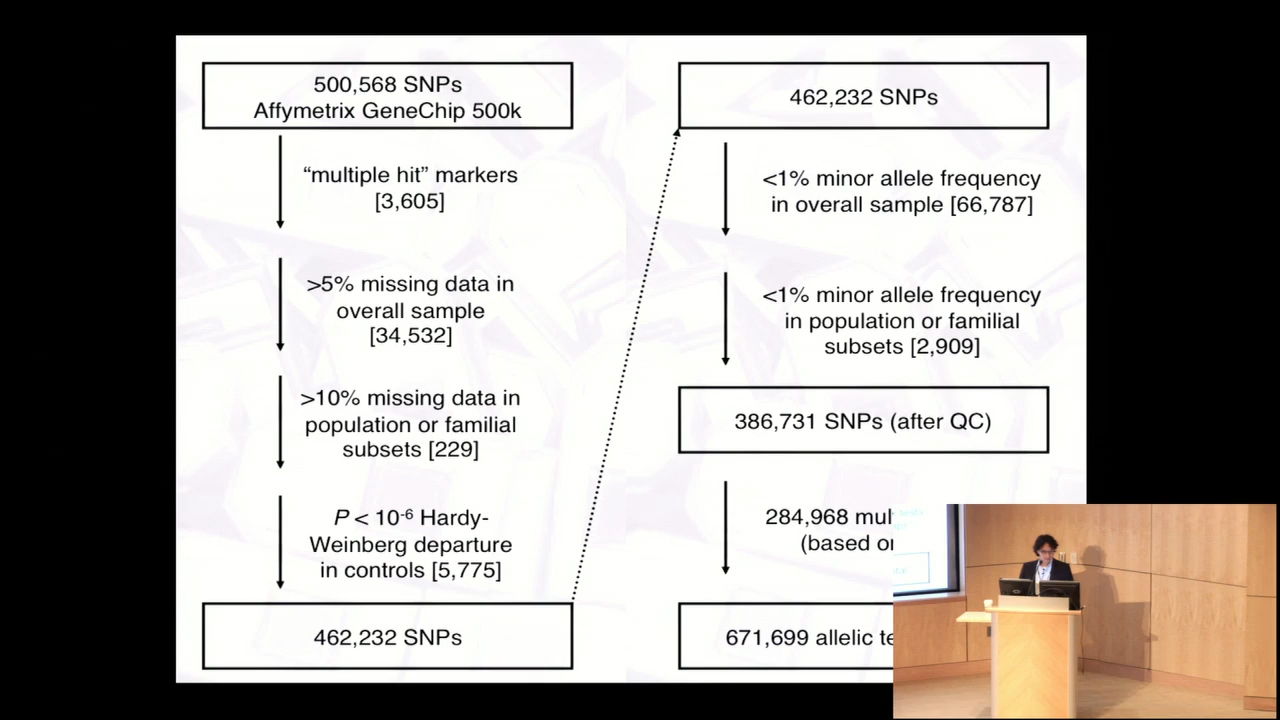 500,568 SNPs
Affymetrix GeneChip 500k
“multiple hit” markers
[3,605]
>5% missing data in
overall sample
[34,532]
>10% missing data in
population or familial
subsets [229]
P < 10-6 Hardy-
Weinberg departure
in controls [5,775]
462,232 SNPs
462,232 SNPs
<1% minor allele frequency
in overall sample [66,787]
<1% minor allele frequency
in population or familial
subsets [2,909]
386,731 SNPs (after QC)
284,968
(based
671,699 allelic